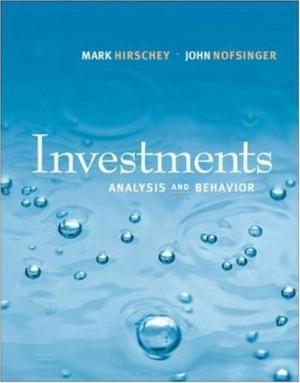 MARK HIRSCHEY · JOHN NOFSINGER
Investments
ANALYSIS AND BEHAVIOR